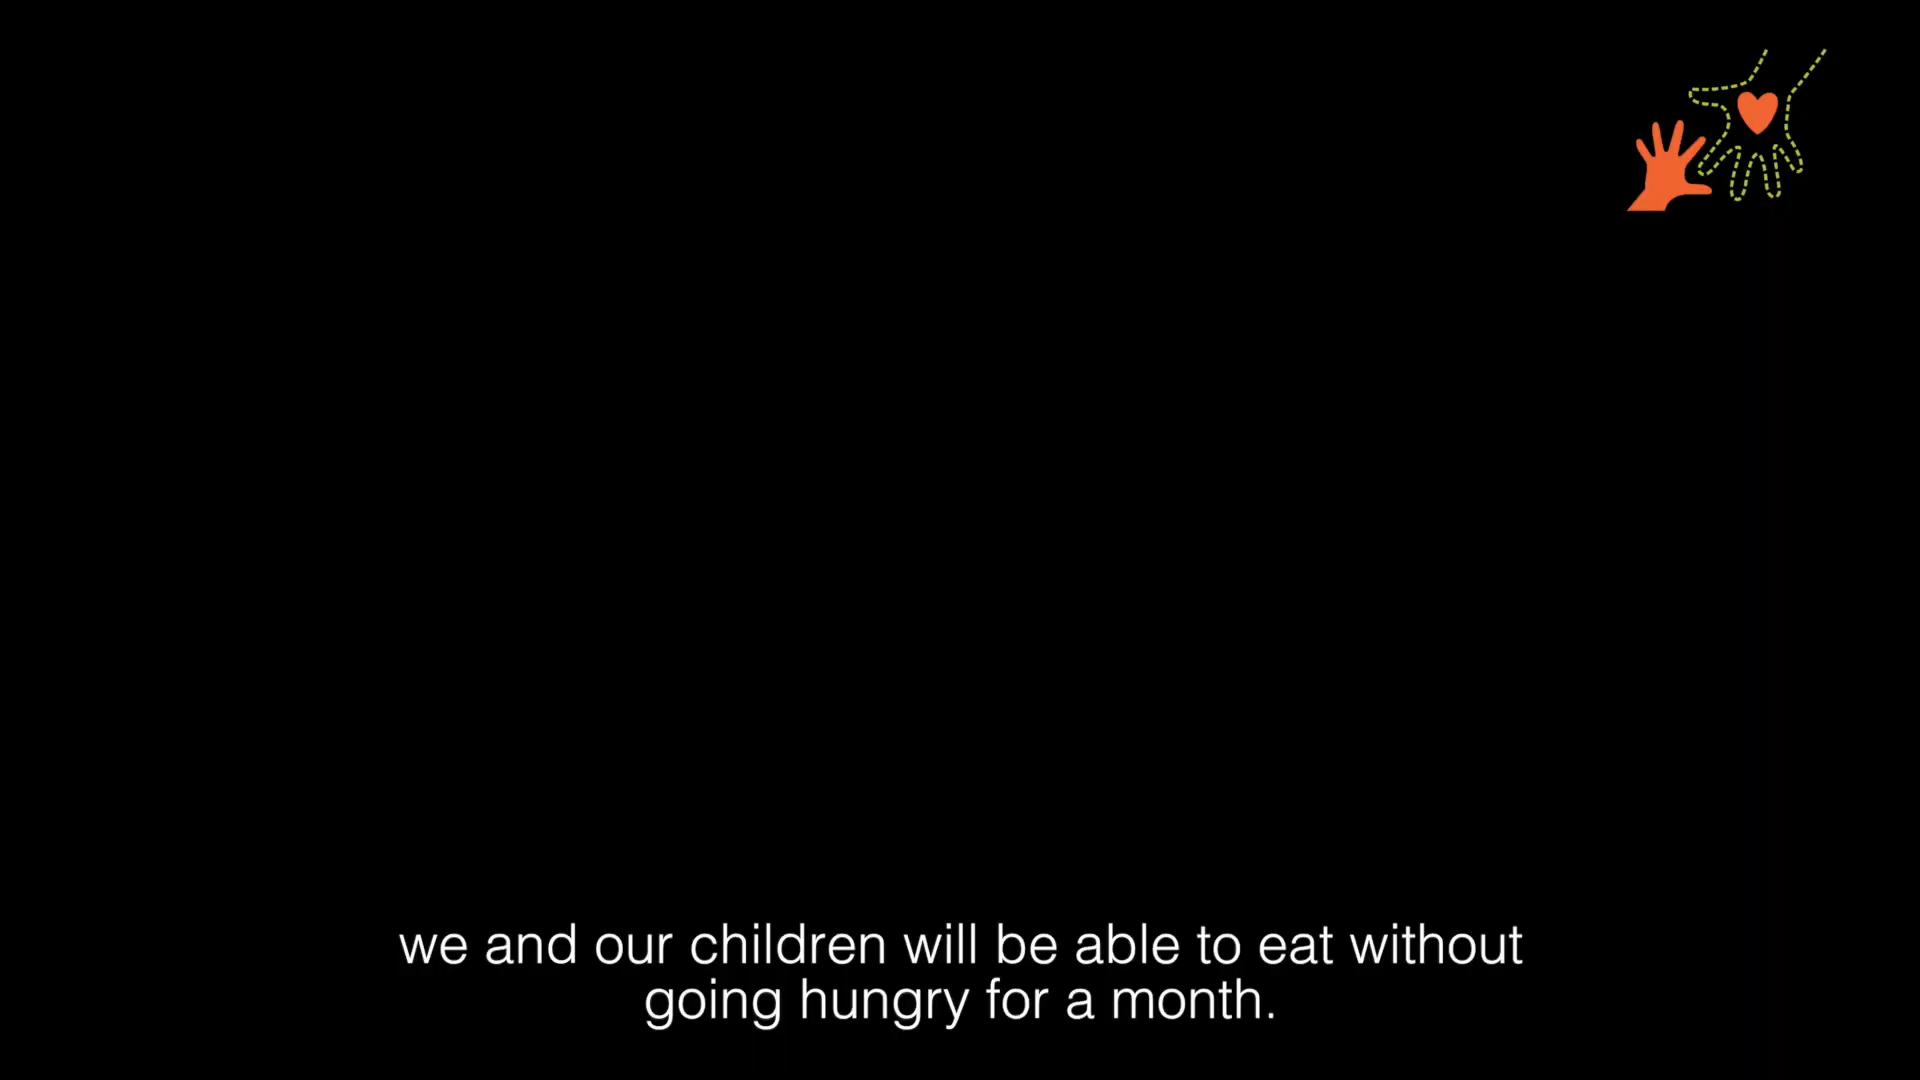 we and our children will be able to eat without
going hungry for a month.